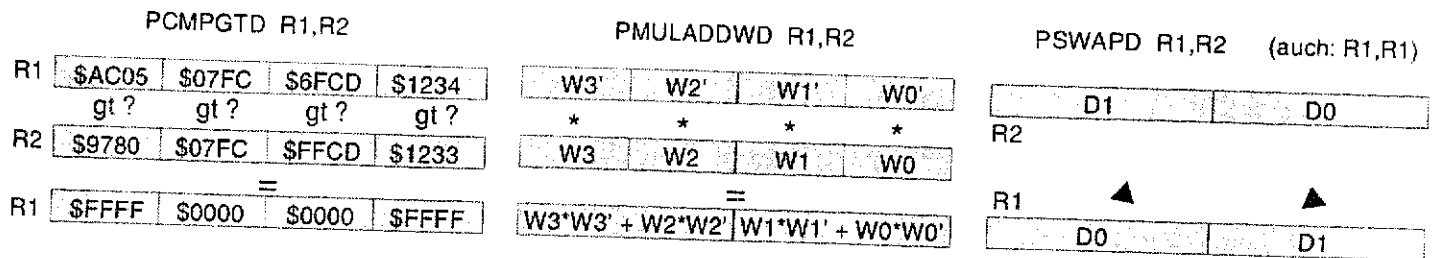 PCMPGTD R1,R2
R1 $AC05 $07FC $6FCD $1234
gt ? gt ? gt ? gt ?
R2 $9780 $07FC $FFCD $1233
=
R1 $FFFF $0000 $0000 $FFFF
PMULADDWD R1,R2
W3' W2' W1' W0'
* * * *
W3 W2 W1 W0
=
W3*W3' + W2*W2' W1*W1' + W0*W0'
PSWAPD R1,R2 (auch: R1,R1)
D1 D0
R2
R1
D0 D1